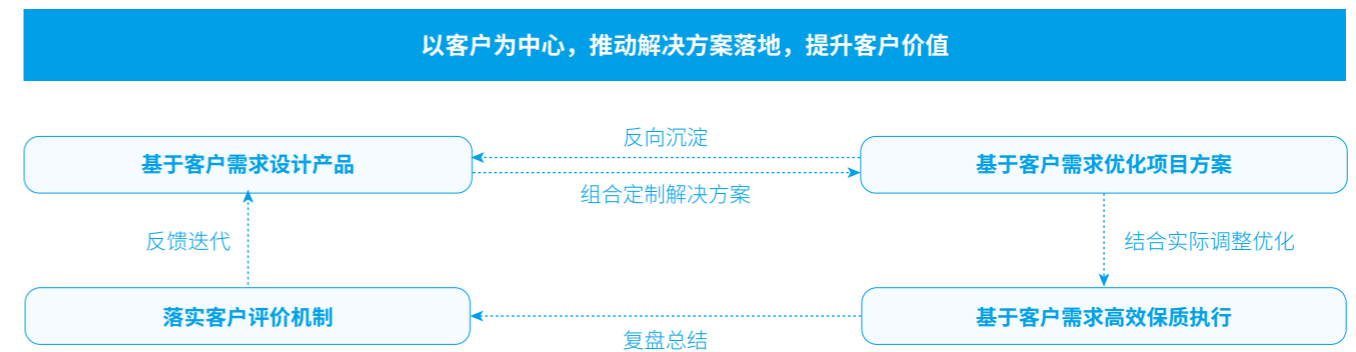 以客户为中心，推动解决方案落地，提升客户价值
反向沉淀
基于客户需求设计产品
基于客户需求优化项目方案
组合定制解决方案
反馈迭代
结合实际调整优化
落实客户评价机制
基于客户需求高效保质执行
复盘总结